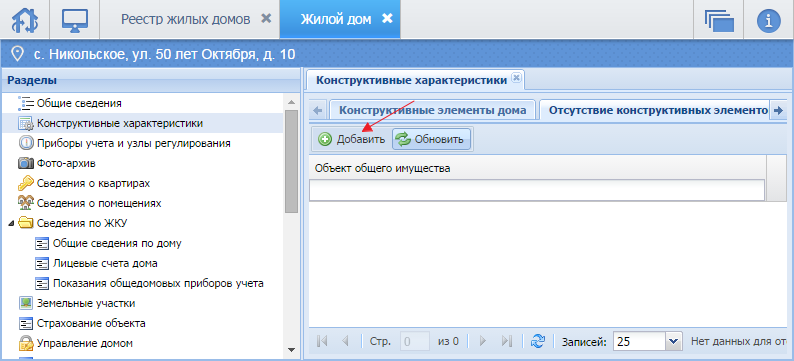 Реестр жилых домов
Жилой дом
с. Никольское, ул. 50 лет Октября, д. 10
Разделы
Общие сведения
Конструктивные характеристики
Приборы учета и узлы регулирования
Фото-архив
Сведения о квартирах
Сведения о помещениях
Сведения по ЖКУ
Общие сведения по дому
Лицевые счета дома
Показания общедомовых приборов учета
Земельные участки
Страхование объекта
Управление домом
Конструктивные характеристики
Конструктивные элементы дома
Отсутствие конструктивных элементо
Добавить
Обновить
Объект общего имущества
Стр. 0 из 0
Записей: 25
Нет данных для от